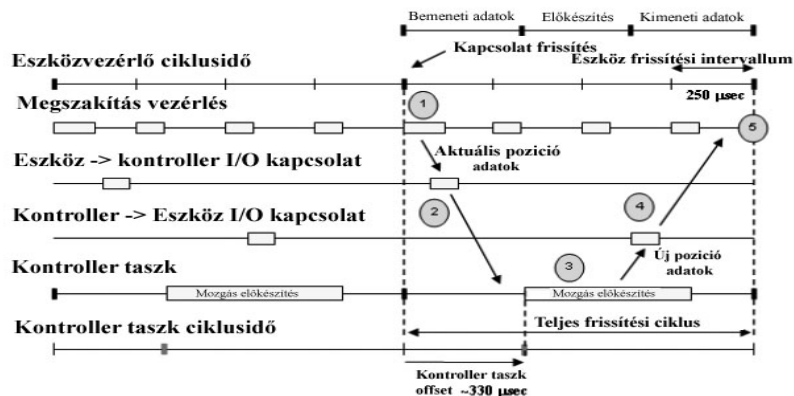 Bemeneti adatok Előkészítés Kimeneti adatok
Kapcsolat frissítés
Eszközvezérlő ciklusidő
Eszköz frissítési intervallum
Megszakítás vezérlés
250 µsec
1
5
Eszköz -> kontroller I/O kapcsolat
Aktuális pozició
adatok
2
4
Kontroller -> Eszköz I/O kapcsolat
3
Új pozició
adatok
Kontroller taszk
Mozgás előkészítés
Mozgás előkészítés
Kontroller taszk ciklusidő
Teljes frissítési ciklus
Kontroller taszk
offset ~330 µsec